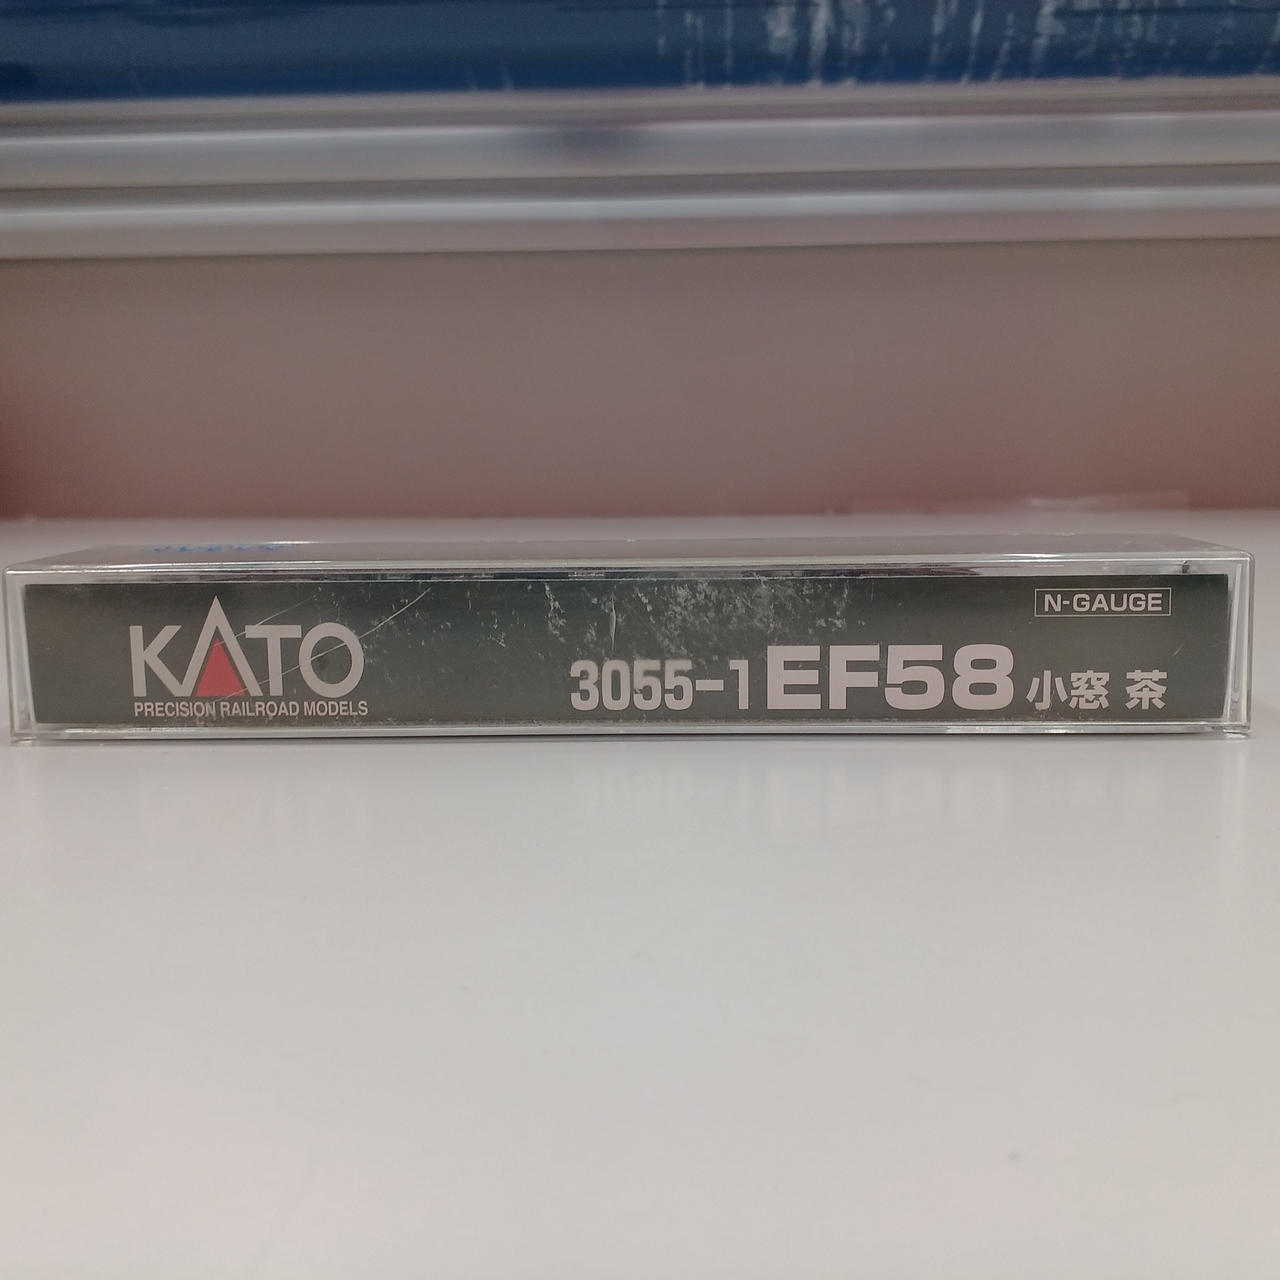 N-GAUGE
KATO
PRECISION RAILROAD MODELS
3055-1 EF58 小窓 茶